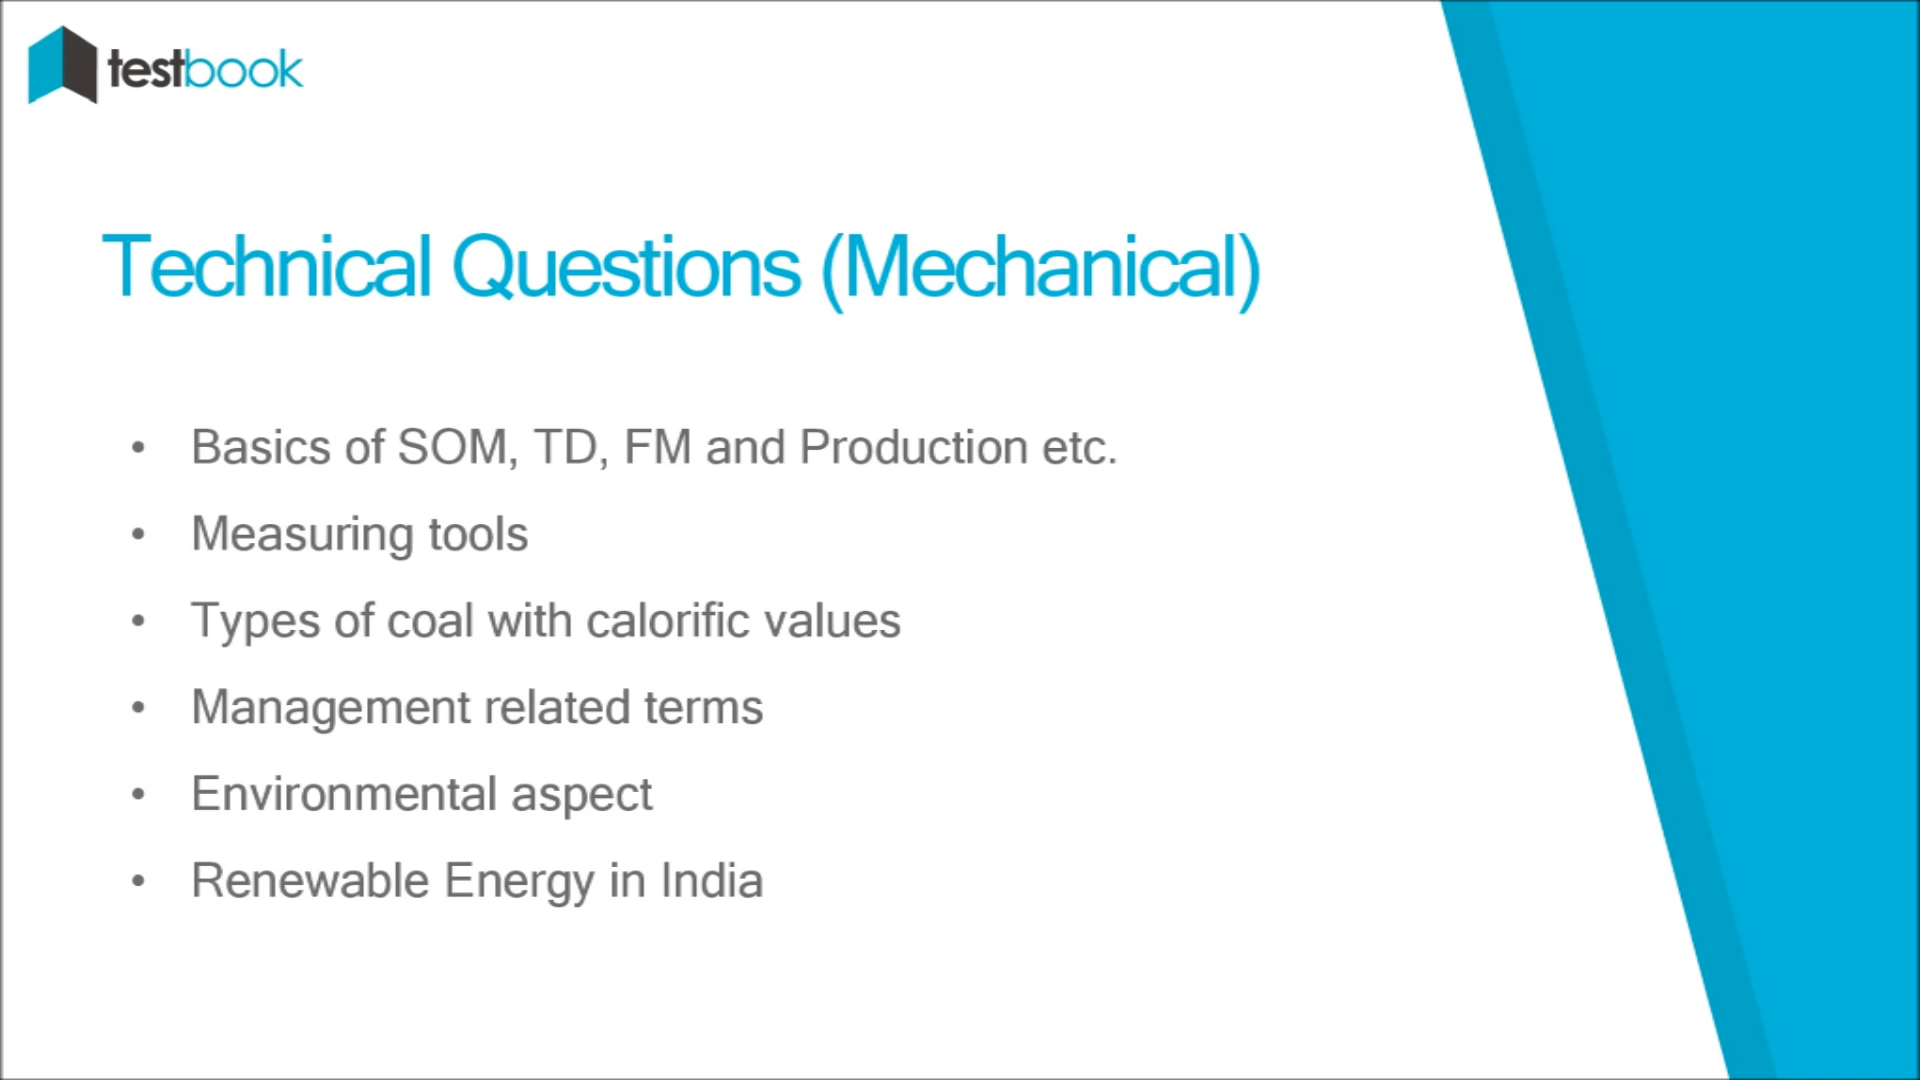 testbook
Technical Questions (Mechanical)
• Basics of SOM, TD, FM and Production etc.
• Measuring tools
• Types of coal with calorific values
• Management related terms
• Environmental aspect
• Renewable Energy in India